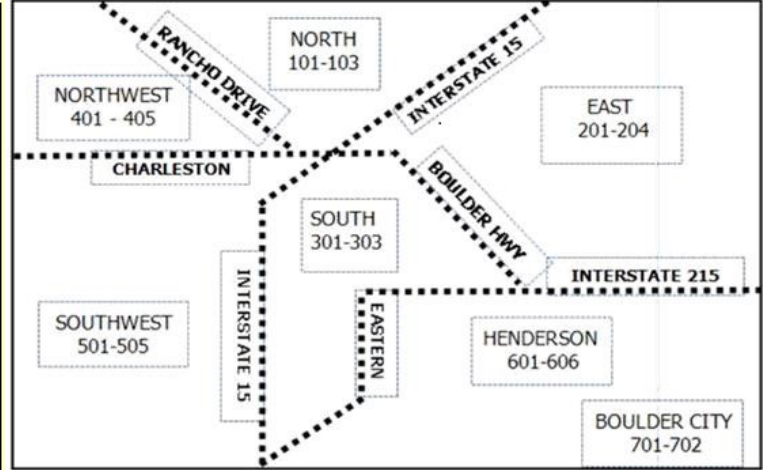 NORTH
101-103
RANCHO DRIVE
INTERSTATE 15
NORTHWEST
401 - 405
EAST
201-204
CHARLESTON
BOULDER HWY
SOUTH
301-303
INTERSTATE 215
INTERSTATE 15
EASTERN
SOUTHWEST
501-505
HENDERSON
601-606
BOULDER CITY
701-702